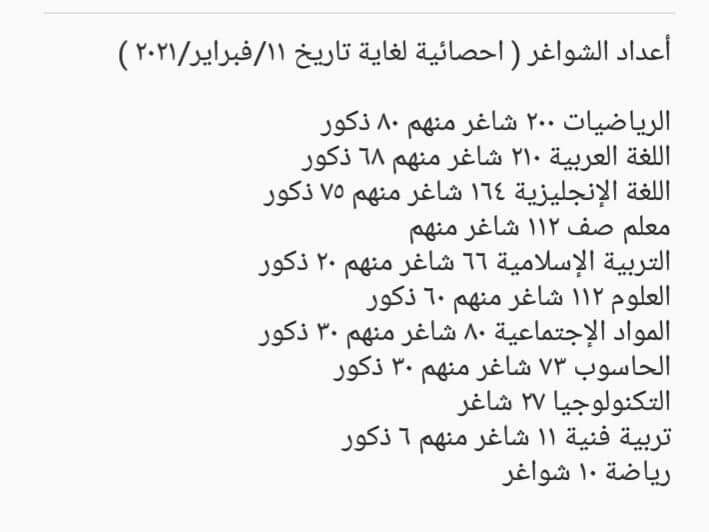 أعداد الشواغر ( احصائية لغاية تاريخ ١١/فبراير/٢٠٢١ )
الرياضيات ٢٠٠ شاغر منهم ٨٠ ذكور
اللغة العربية ٢١٠ شاغر منهم ٦٨ ذكور
اللغة الإنجليزية ١٦٤ شاغر منهم ٧٥ ذكور
معلم صف ١١٢ شاغر منهم
التربية الإسلامية ٦٦ شاغر منهم ٢٠ ذكور
العلوم ١١٢ شاغر منهم ٦٠ ذكور
المواد الإجتماعية ٨٠ شاغر منهم ٣٠ ذكور
الحاسوب ٧٣ شاغر منهم ٣٠ ذكور
التكنولوجيا ٢٧ شاغر
تربية فنية ١١ شاغر منهم ٦ ذكور
رياضة ١٠ شواغر